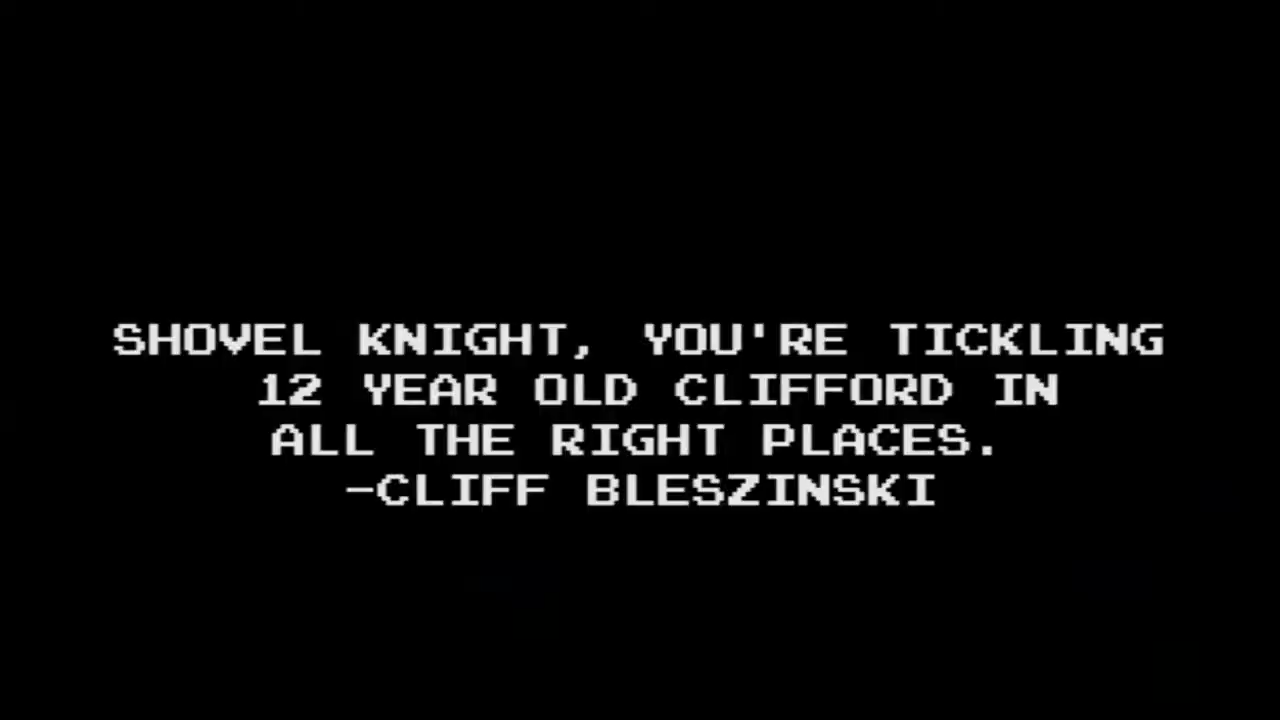 SHOVEL KNIGHT, YOU'RE TICKLING
12 YEAR OLD CLIFFORD IN
ALL THE RIGHT PLACES.
-CLIFF BLESZINSKI